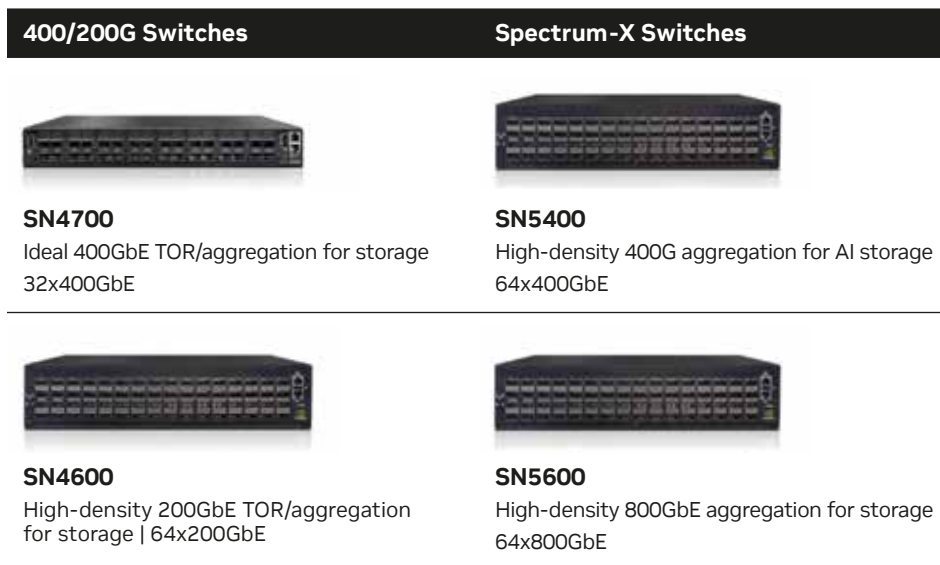 400/200G Switches
Spectrum-X Switches
SN4700
Ideal 400GbE TOR/aggregation for storage
32x400GbE
SN5400
High-density 400G aggregation for AI storage
64x400GbE
SN4600
High-density 200GbE TOR/aggregation
for storage | 64x200GbE
SN5600
High-density 800GbE aggregation for storage
64x800GbE